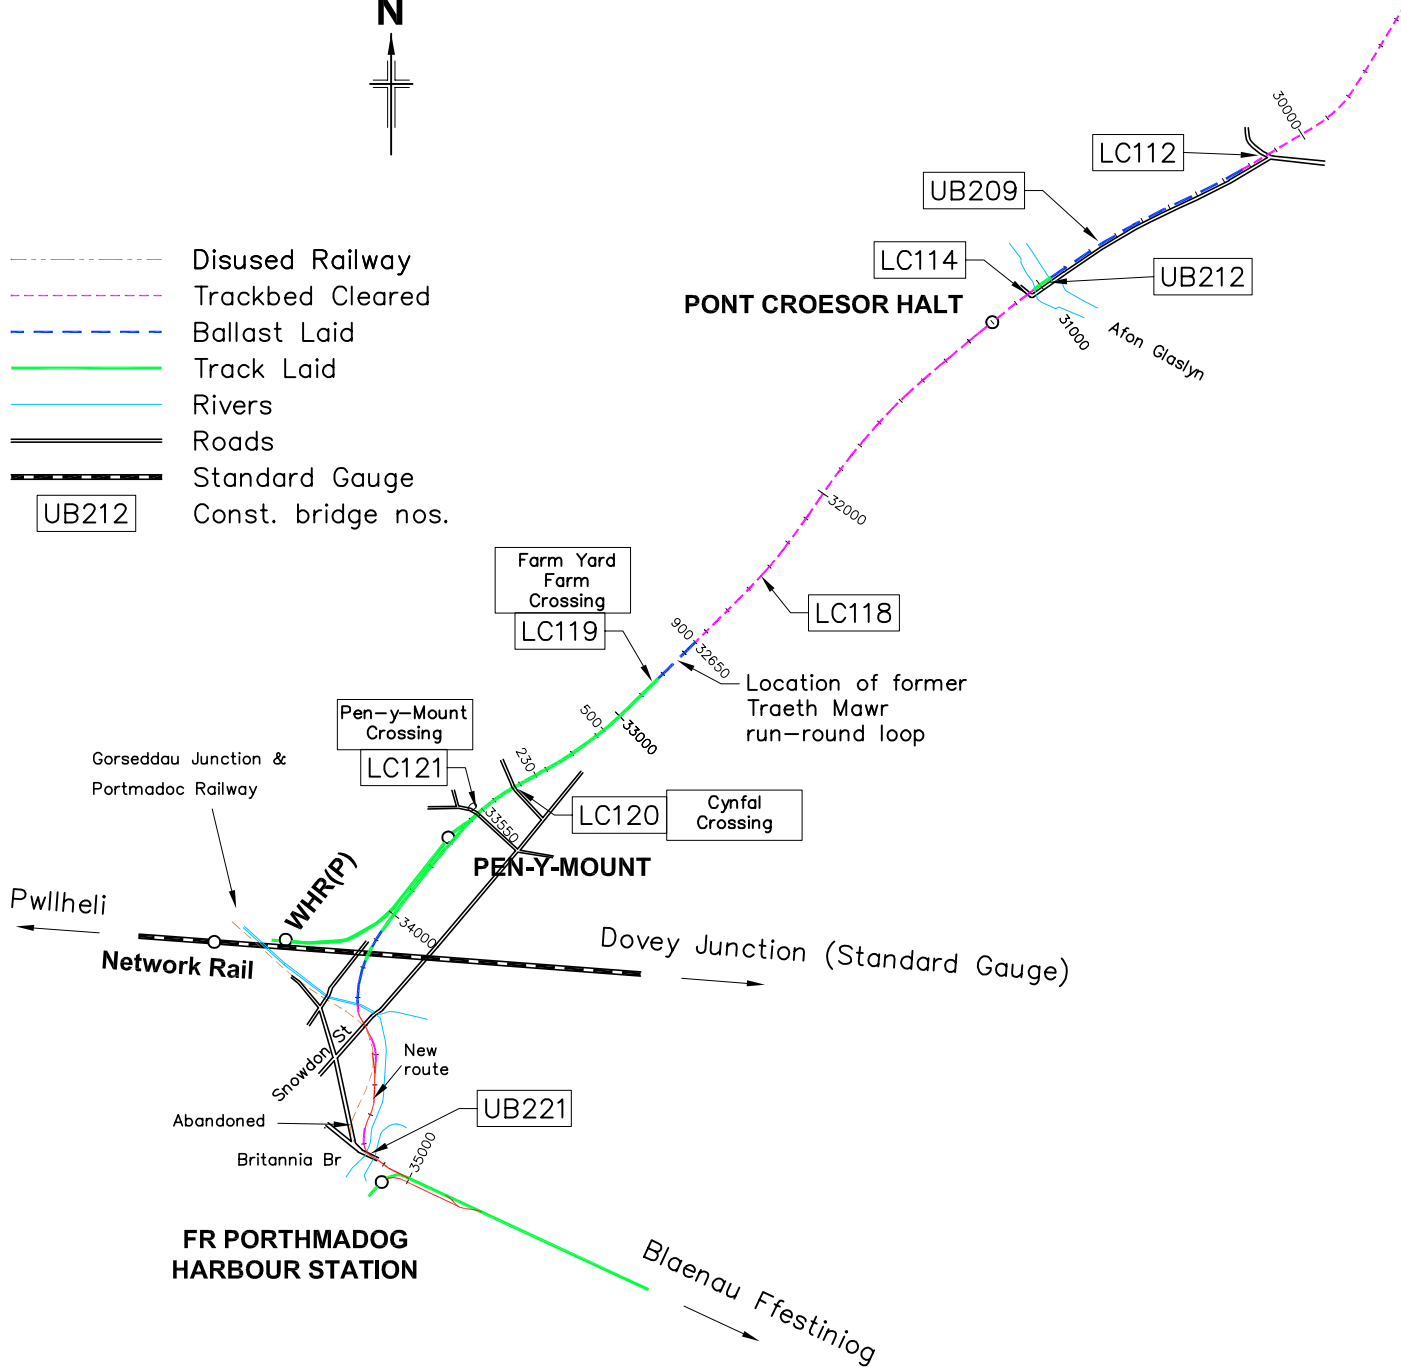 N
30000
LC112
UB209
LC114
UB212
PONT CROESOR HALT
31000
Afon Glaslyn
Disused Railway
Trackbed Cleared
Ballast Laid
Track Laid
Rivers
Roads
Standard Gauge
UB212
Const. bridge nos.
32000
Farm Yard
Farm
Crossing
LC119
LC118
900
32650
Location of former
Traeth Mawr
run-round loop
500
33000
Pen-y-Mount
Crossing
LC121
230
Gorseddau Junction &
Portmadoc Railway
LC120
Cynfal
Crossing
33550
PEN-Y-MOUNT
WHR(P)
Pwllheli
34000
Dovey Junction (Standard Gauge)
Network Rail
Snowdon St
New
route
Abandoned
UB221
Britannia Br
35000
FR PORTHMADOG
HARBOUR STATION
Blaenau Ffestiniog